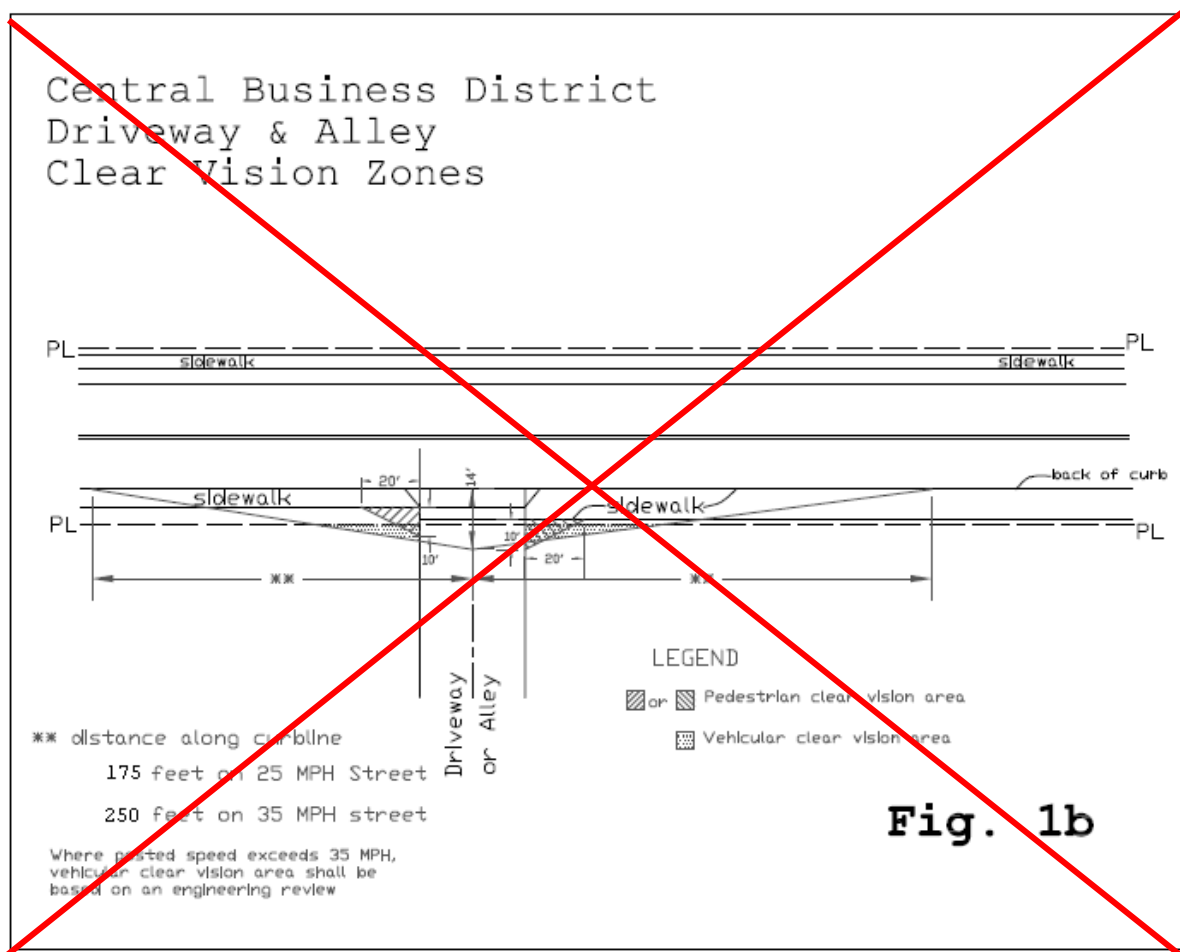 Central Business District
Driveway & Alley
Clear Vision Zones
PL
PL
sidewalk
sidewalk
20'
14'
back of curb
sidewalk
sidewalk
PL
PL
10'
10'
20'
**
**
Driveway
or Alley
LEGEND
or Pedestrian clear vision area
Vehicular clear vision area
** distance along curbline
175 feet on 25 MPH Street
250 feet on 35 MPH street
Where posted speed exceeds 35 MPH,
vehicular clear vision area shall be
based on an engineering review
Fig. 1b